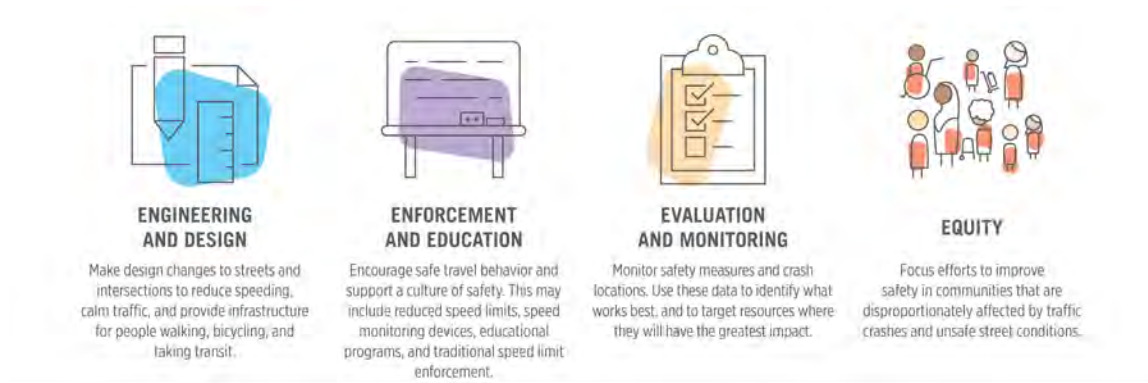 ENGINEERING
AND DESIGN
Make design changes to streets and
intersections to reduce speeding,
calm traffic, and provide infrastructure
for people walking, bicycling, and
taking transit.
ENFORCEMENT
AND EDUCATION
Encourage safe travel behavior and
support a culture of safety. This may
include reduced speed limits, speed
monitoring devices, educational
programs, and traditional speed limit
enforcement.
EVALUATION
AND MONITORING
Monitor safety measures and crash
locations. Use these data to identify what
works best, and to target resources where
they will have the greatest impact.
EQUITY
Focus efforts to improve
safety in communities that are
disproportionately affected by traffic
crashes and unsafe street conditions.